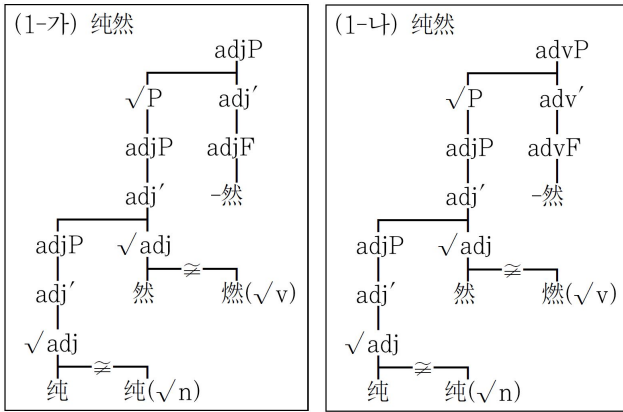 (1-가) 纯然
adjP
√P adj′
adjP adjF
adj′ -然
adjP √adj
adj′ 然 ≆ 燃(√v)
√adj
纯 ≆ 纯(√n)
(1-나) 纯然
advP
√P adv′
adjP advF
adj′ -然
adjP √adj
adj′ 然 ≆ 燃(√v)
√adj
纯 ≆ 纯(√n)